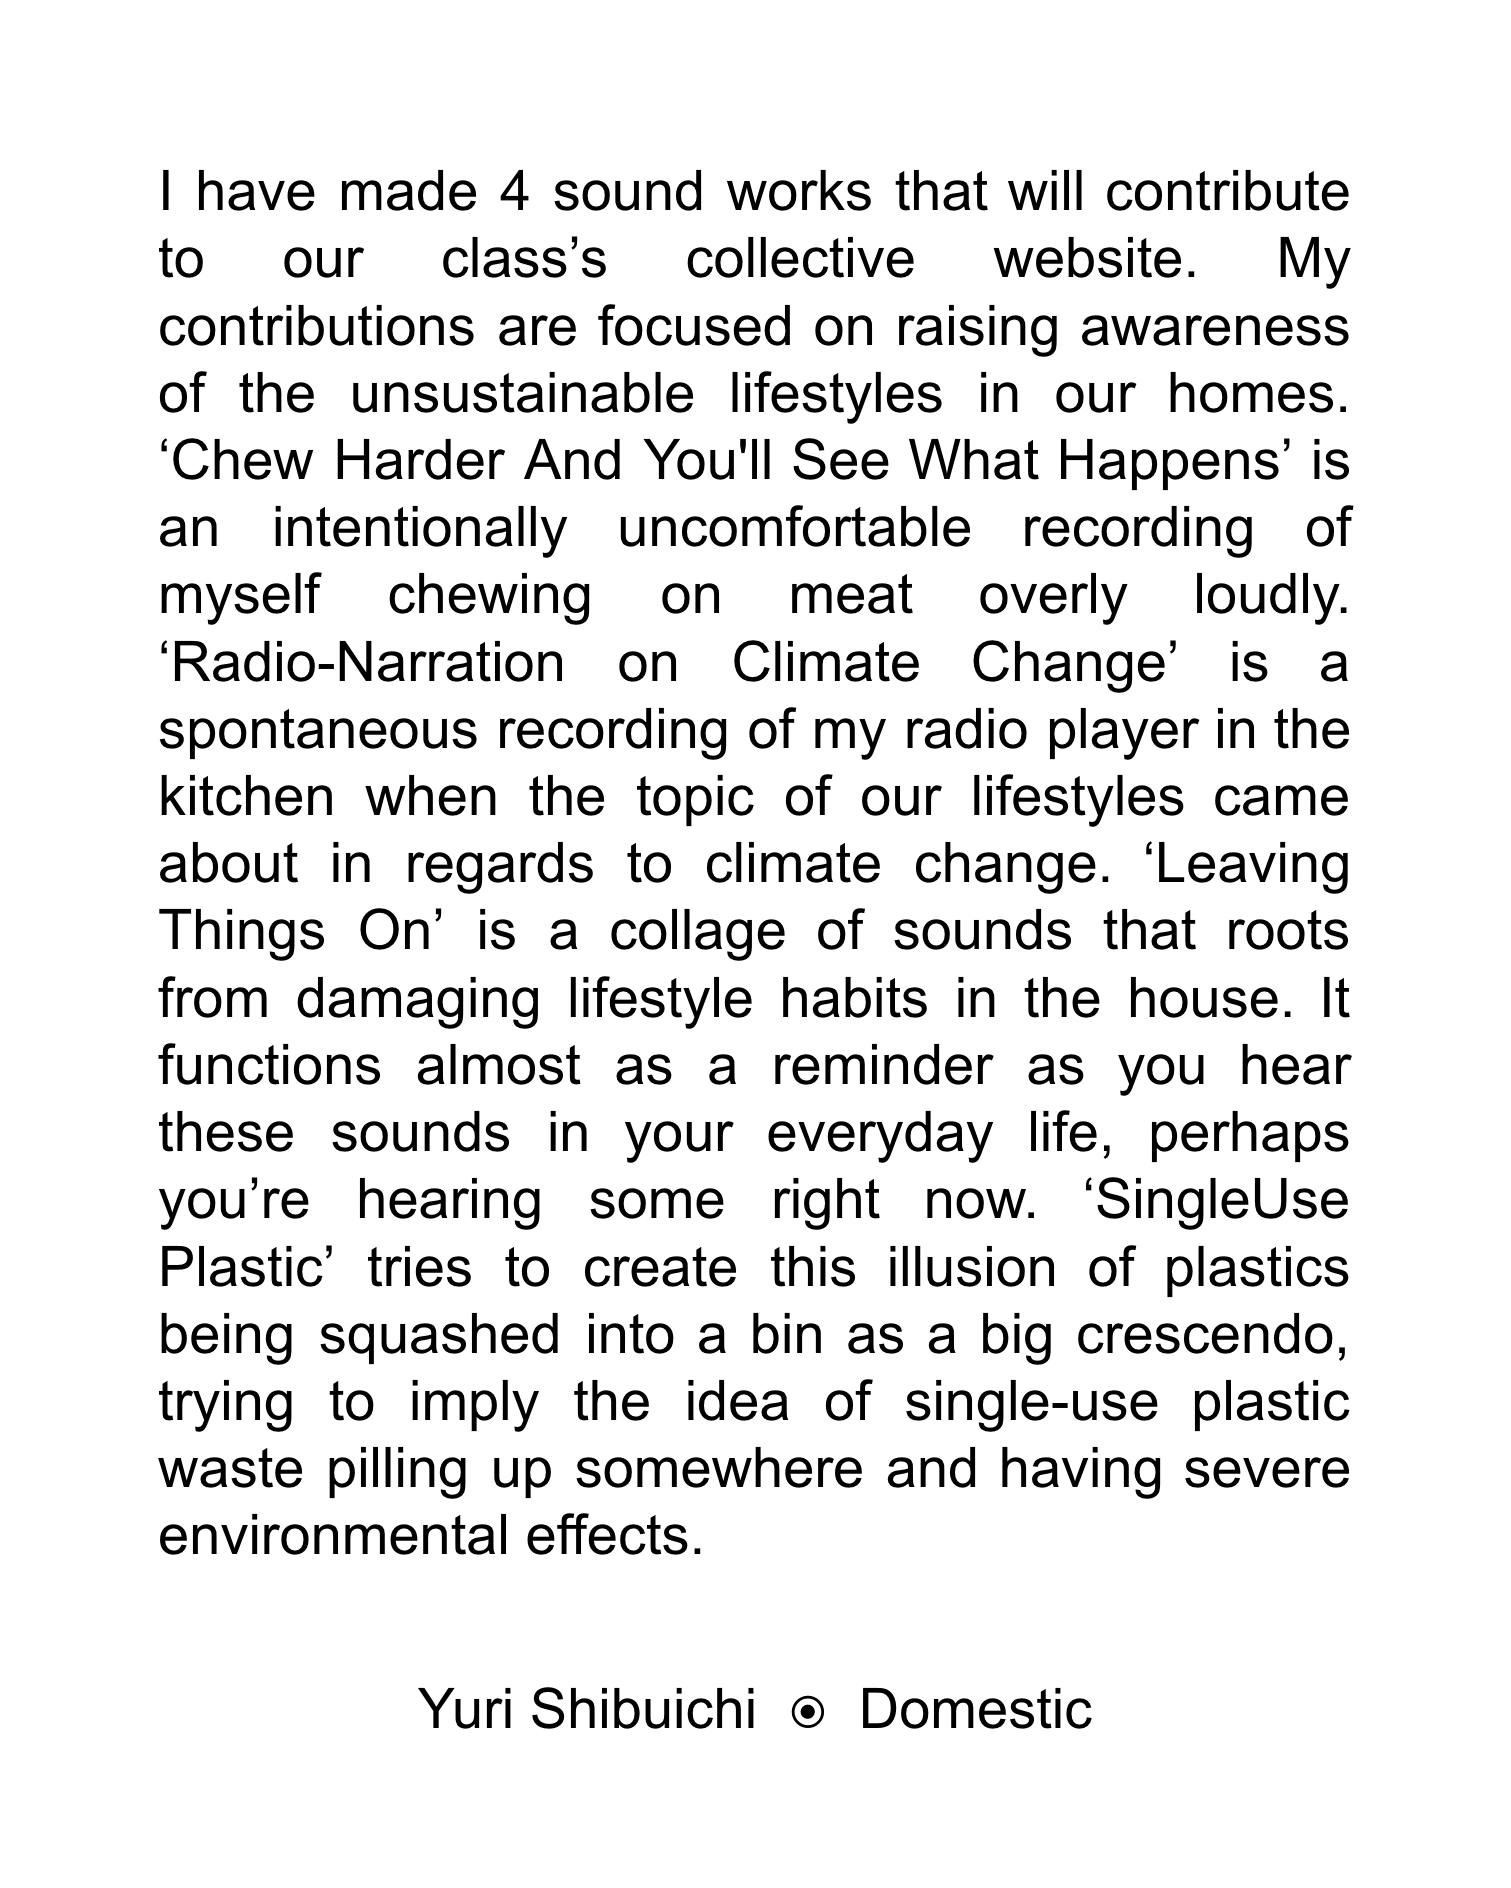 I have made 4 sound works that will contribute
to our class’s collective website. My
contributions are focused on raising awareness
of the unsustainable lifestyles in our homes.
‘Chew Harder And You'll See What Happens’ is
an intentionally uncomfortable recording of
myself chewing on meat overly loudly.
‘Radio-Narration on Climate Change’ is a
spontaneous recording of my radio player in the
kitchen when the topic of our lifestyles came
about in regards to climate change. ‘Leaving
Things On’ is a collage of sounds that roots
from damaging lifestyle habits in the house. It
functions almost as a reminder as you hear
these sounds in your everyday life, perhaps
you’re hearing some right now. ‘SingleUse
Plastic’ tries to create this illusion of plastics
being squashed into a bin as a big crescendo,
trying to imply the idea of single-use plastic
waste pilling up somewhere and having severe
environmental effects.
Yuri Shibuichi ⦿ Domestic